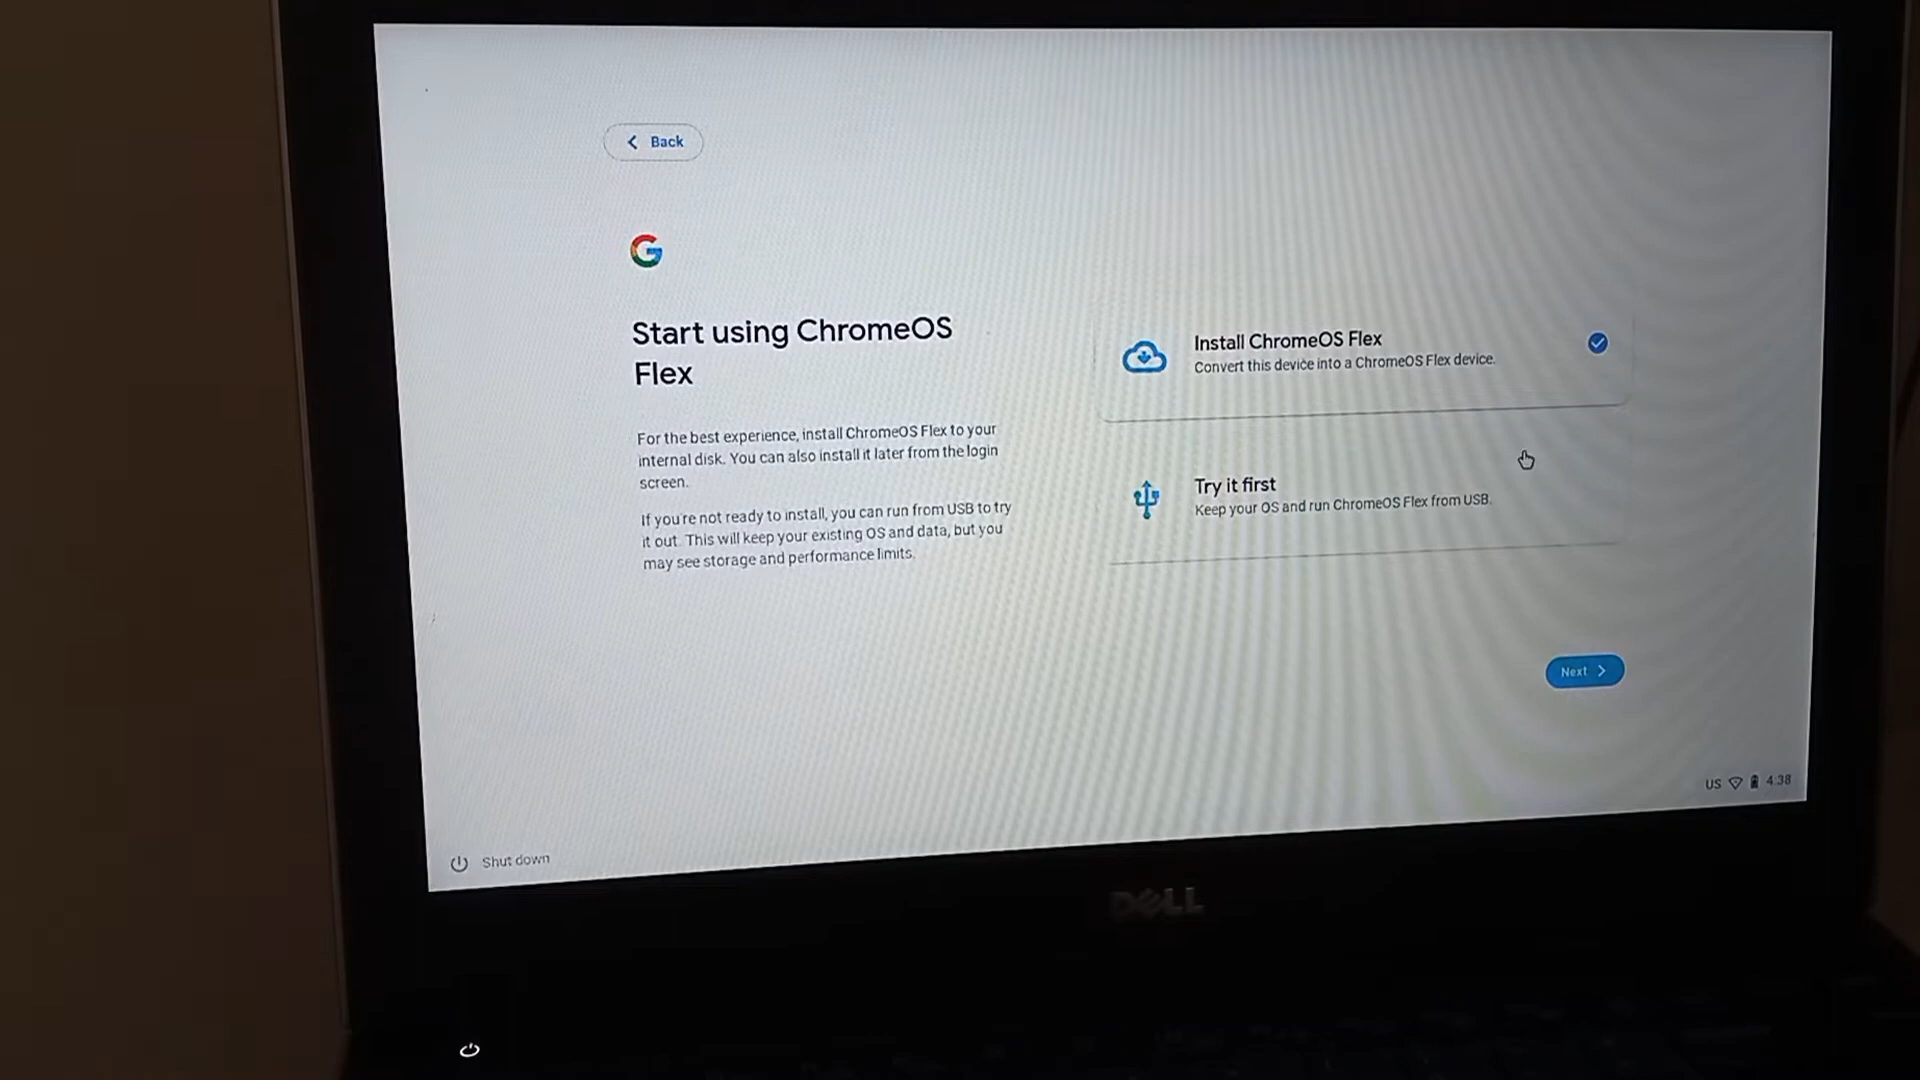 Back
Start using ChromeOS
Flex
For the best experience, install ChromeOS Flex to your
internal disk. You can also install it later from the login
screen.
If you're not ready to install, you can run from USB to try
it out. This will keep your existing OS and data, but you
may see storage and performance limits.
Install ChromeOS Flex
Convert this device into a ChromeOS Flex device.
Try it first
Keep your OS and run ChromeOS Flex from USB.
Next
US 4:38
Shut down
DELL